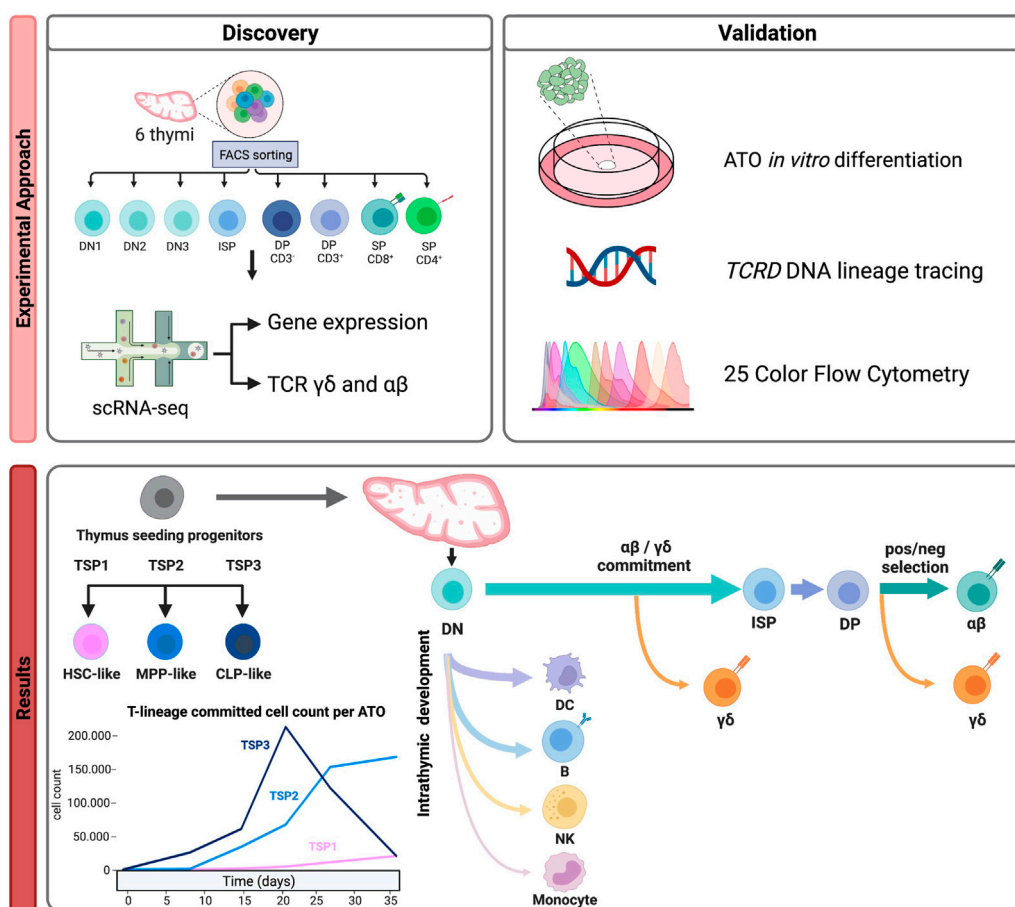 Experimental Approach
Discovery
6 thymi
FACS sorting
DN1
DN2
DN3
ISP
DP
CD3-
DP
CD3+
SP
CD8+
SP
CD4+
scRNA-seq
Gene expression
TCR γδ and αβ
Validation
ATO in vitro differentiation
TCRD DNA lineage tracing
25 Color Flow Cytometry
Results
Thymus seeding progenitors
TSP1
TSP2
TSP3
HSC-like
MPP-like
CLP-like
T-lineage committed cell count per ATO
cell count
200.000
150.000
100.000
50.000
0
TSP3
TSP2
TSP1
0
5
10
15
20
25
30
35
Time (days)
Intrathymic development
DN
αβ / γδ
commitment
ISP
DP
pos/neg
selection
αβ
γδ
γδ
DC
B
NK
Monocyte